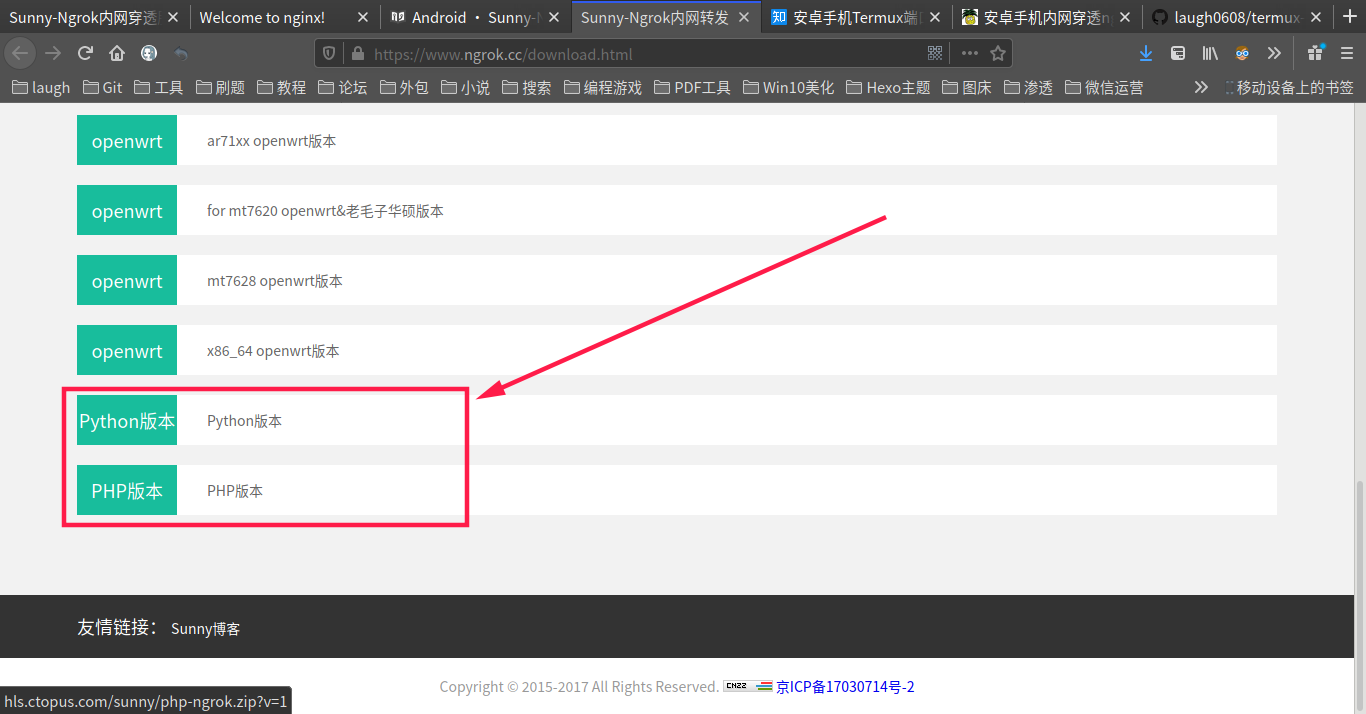 Sunny-Ngrok内网穿透
Welcome to nginx!
Android · Sunny-N
Sunny-Ngrok内网转发
知 安卓手机Termux端
安卓手机内网穿透n
laugh0608/termux
https://www.ngrok.cc/download.html
laugh Git 工具 刷题 教程 论坛 外包 小说 搜索 编程游戏 PDF工具 Win10美化 Hexo主题 图床 渗透 微信运营 移动设备上的书签
openwrt ar71xx openwrt版本
openwrt for mt7620 openwrt&老毛子华硕版本
openwrt mt7628 openwrt版本
openwrt x86_64 openwrt版本
Python版本 Python版本
PHP版本 PHP版本
友情链接： Sunny博客
Copyright © 2015-2017 All Rights Reserved. CNZZ 京ICP备17030714号-2
hls.ctopus.com/sunny/php-ngrok.zip?v=1